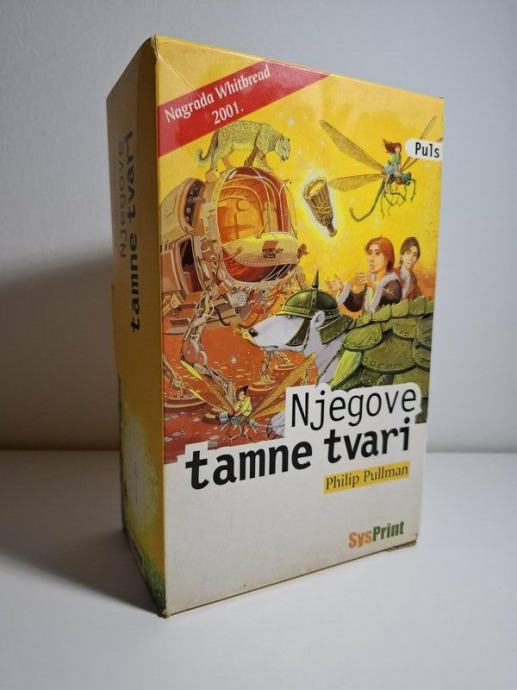 Nagrada Whitbread
2001.
Puls
Njegove
tamne tvari
Philip Pullman
SysPrint
Njegove
tamne tvari